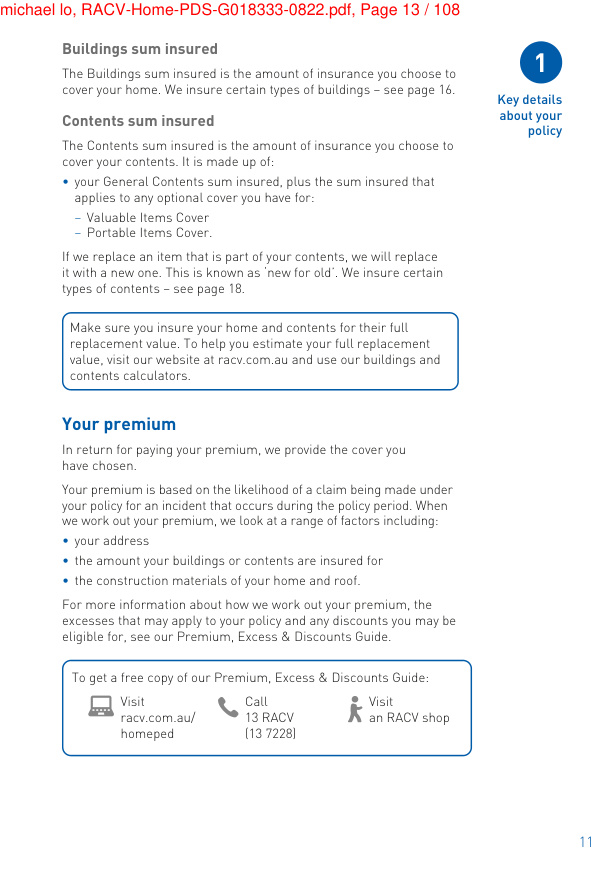 michael lo, RACV-Home-PDS-G018333-0822.pdf, Page 13 / 108
Buildings sum insured
The Buildings sum insured is the amount of insurance you choose to
cover your home. We insure certain types of buildings – see page 16.
1
Key details
about your
policy
Contents sum insured
The Contents sum insured is the amount of insurance you choose to
cover your contents. It is made up of:
• your General Contents sum insured, plus the sum insured that
applies to any optional cover you have for:
– Valuable Items Cover
– Portable Items Cover.
If we replace an item that is part of your contents, we will replace
it with a new one. This is known as ‘new for old’. We insure certain
types of contents – see page 18.
Make sure you insure your home and contents for their full
replacement value. To help you estimate your full replacement
value, visit our website at racv.com.au and use our buildings and
contents calculators.
Your premium
In return for paying your premium, we provide the cover you
have chosen.
Your premium is based on the likelihood of a claim being made under
your policy for an incident that occurs during the policy period. When
we work out your premium, we look at a range of factors including:
• your address
• the amount your buildings or contents are insured for
• the construction materials of your home and roof.
For more information about how we work out your premium, the
excesses that may apply to your policy and any discounts you may be
eligible for, see our Premium, Excess & Discounts Guide.
To get a free copy of our Premium, Excess & Discounts Guide:
Visit
racv.com.au/
homeped
Call
13 RACV
(13 7228)
Visit
an RACV shop
11